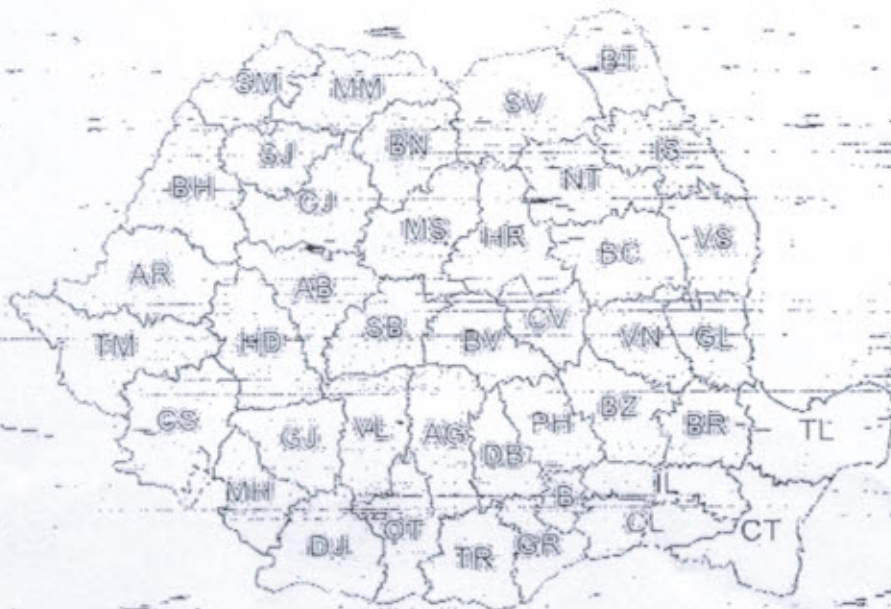 BT
SM
MM
SV
BN
IS
SJ
NT
BH
CJ
MS
HR
VS
BC
AR
AB
CV
SB
BV
VN
GL
TM
HD
CS
BZ
PH
BR
TL
GJ
VL
AG
DB
MH
B
IL
CL
CT
OT
DJ
TR
GR